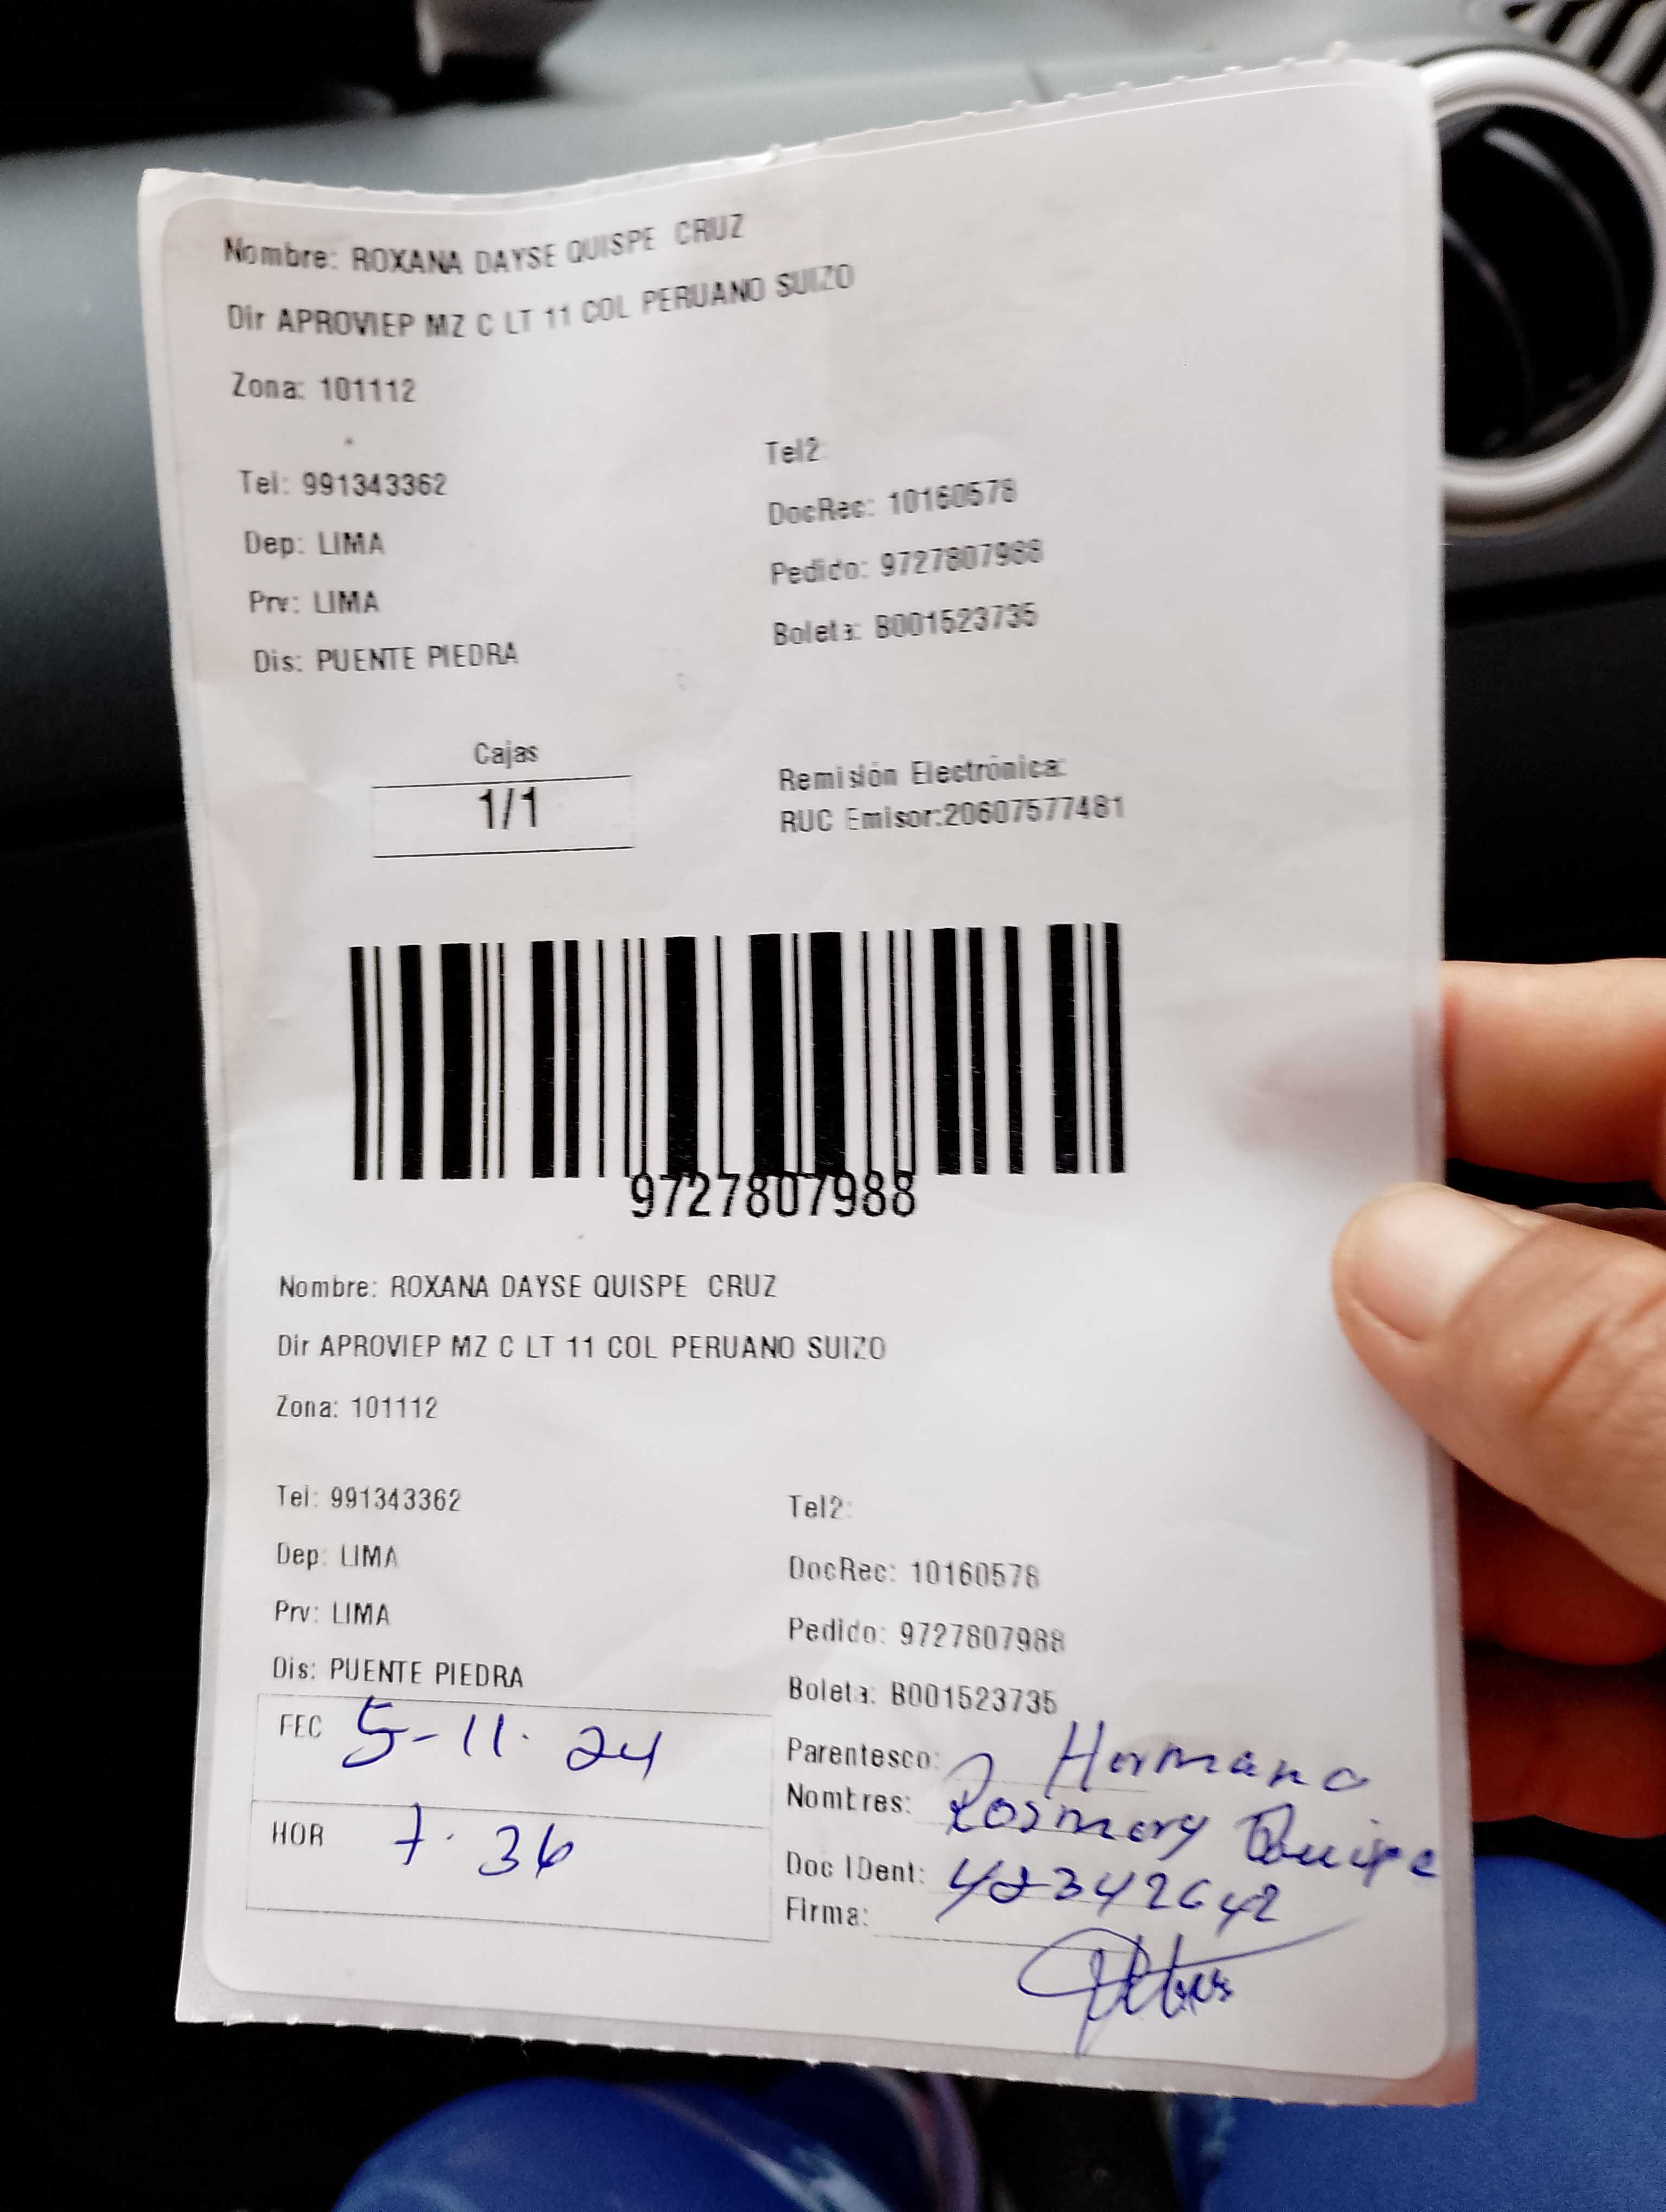 Nombre: ROXANA DAYSE QUISPE CRUZ
Dir APROVIEP MZ C LT 11 COL PERUANO SUIZO
Zona: 101112
Tel: 991343362
Dep: LIMA
Prv: LIMA
Dis: PUENTE PIEDRA
Tel2:
DocRec: 10160578
Pedido: 9727807988
Boleta: B001523735
Cajas
1/1
Remisión Electrónica:
RUC Emisor:20607577481
9727807988
Nombre: ROXANA DAYSE QUISPE CRUZ
Dir APROVIEP MZ C LT 11 COL PERUANO SUIZO
Zona: 101112
Tel: 991343362
Dep: LIMA
Prv: LIMA
Dis: PUENTE PIEDRA
Tel2:
DocRec: 10160578
Pedido: 9727807988
Boleta: B001523735
FEC 5-11-24
HOR 7.36
Parentesco: Hermana
Nombres: Rosmery Quispe
Doc IDent: 42342642
Firma: